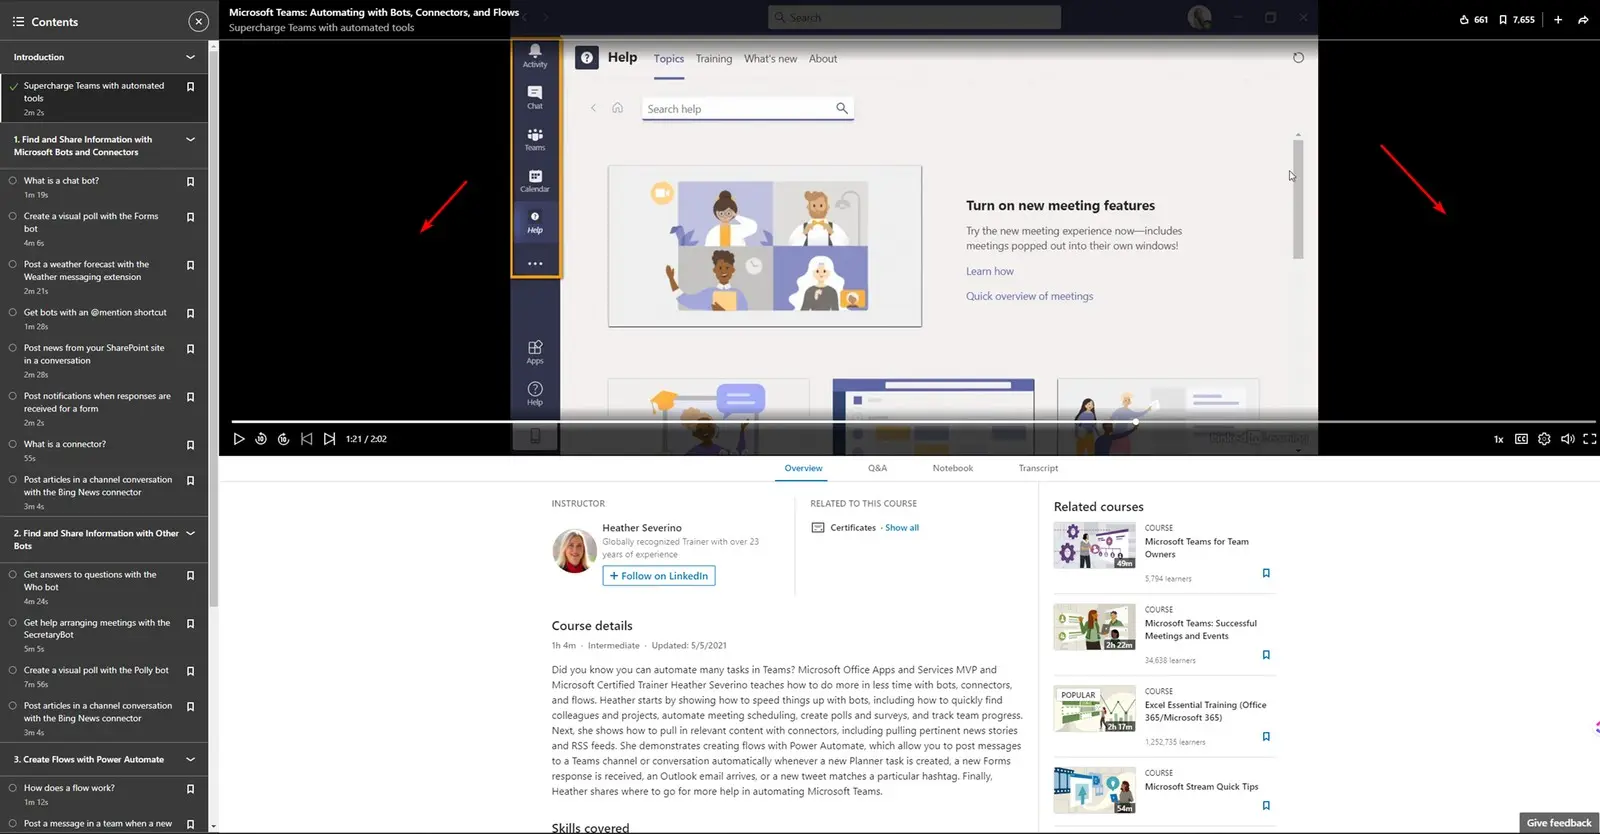 Contents
Introduction
Supercharge Teams with automated
tools
2m 2s
1. Find and Share Information with
Microsoft Bots and Connectors
What is a chat bot?
1m 19s
Create a visual poll with the Forms
bot
4m 6s
Post a weather forecast with the
Weather messaging extension
2m 21s
Get bots with an @mention shortcut
1m 28s
Post news from your SharePoint site
in a conversation
2m 28s
Post notifications when responses are
received for a form
2m 2s
What is a connector?
55s
Post articles in a channel conversation
with the Bing News connector
3m 4s
2. Find and Share Information with Other
Bots
Get answers to questions with the
Who bot
4m 24s
Get help arranging meetings with the
SecretaryBot
5m 5s
Create a visual poll with the Polly bot
7m 56s
Post articles in a channel conversation
with the Bing News connector
3m 4s
3. Create Flows with Power Automate
How does a flow work?
1m 12s
Post a message in a team when a new
Microsoft Teams: Automating with Bots, Connectors, and Flows
Supercharge Teams with automated tools
Search
661
7,655
Activity
Chat
Teams
Calendar
Help
Apps
Help
Help
Topics
Training
What's new
About
Search help
Turn on new meeting features
Try the new meeting experience now—includes
meetings popped out into their own windows!
Learn how
Quick overview of meetings
10
10
1:21 / 2:02
1x
CC
Overview
Q&A
Notebook
Transcript
INSTRUCTOR
Heather Severino
Globally recognized Trainer with over 23
years of experience
+ Follow on LinkedIn
RELATED TO THIS COURSE
Certificates · Show all
Course details
1h 4m · Intermediate · Updated: 5/5/2021
Did you know you can automate many tasks in Teams? Microsoft Office Apps and Services MVP and
Microsoft Certified Trainer Heather Severino teaches how to do more in less time with bots, connectors,
and flows. Heather starts by showing how to speed things up with bots, including how to quickly find
colleagues and projects, automate meeting scheduling, create polls and surveys, and track team progress.
Next, she shows how to pull in relevant content with connectors, including pulling pertinent news stories
and RSS feeds. She demonstrates creating flows with Power Automate, which allow you to post messages
to a Teams channel or conversation automatically whenever a new Planner task is created, a new Forms
response is received, an Outlook email arrives, or a new tweet matches a particular hashtag. Finally,
Heather shares where to go for more help in automating Microsoft Teams.
Skills covered
Related courses
COURSE
Microsoft Teams for Team
Owners
49m
5,794 learners
COURSE
Microsoft Teams: Successful
Meetings and Events
2h 22m
34,638 learners
POPULAR
COURSE
Excel Essential Training (Office
365/Microsoft 365)
2h 17m
1,252,735 learners
COURSE
Microsoft Stream Quick Tips
54m
Give feedback